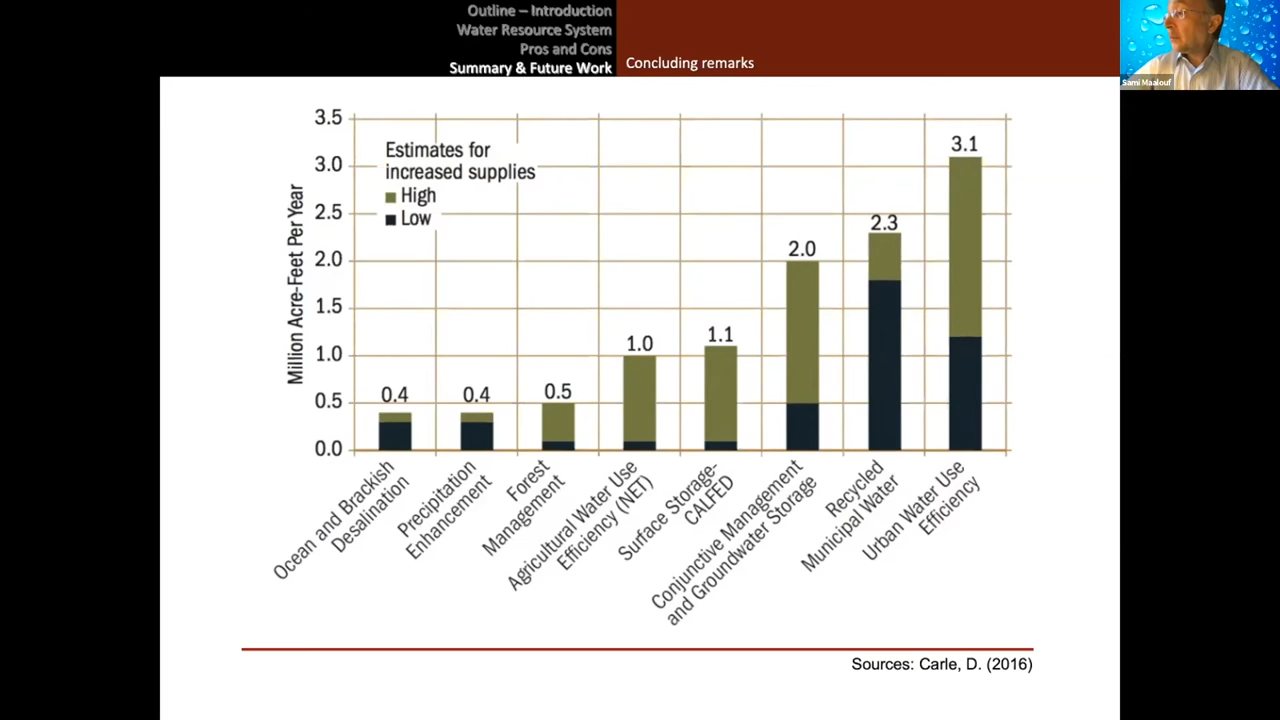 Outline – Introduction
Water Resource System
Pros and Cons
Summary & Future Work
Concluding remarks
Sami Maalouf
Estimates for
increased supplies
High
Low
Million Acre-Feet Per Year
3.5
3.0
2.5
2.0
1.5
1.0
0.5
0.0
0.4
0.4
0.5
1.0
1.1
2.0
2.3
3.1
Ocean and Brackish
Desalination
Precipitation
Enhancement
Forest
Management
Agricultural Water Use
Efficiency (NET)
Surface Storage-
CALFED
Conjunctive Management
and Groundwater Storage
Recycled
Municipal Water
Urban Water Use
Efficiency
Sources: Carle, D. (2016)